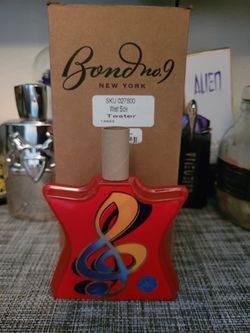 Bond no.9
NEW YORK
SKU 027800
West Side
Tester
ALIEN